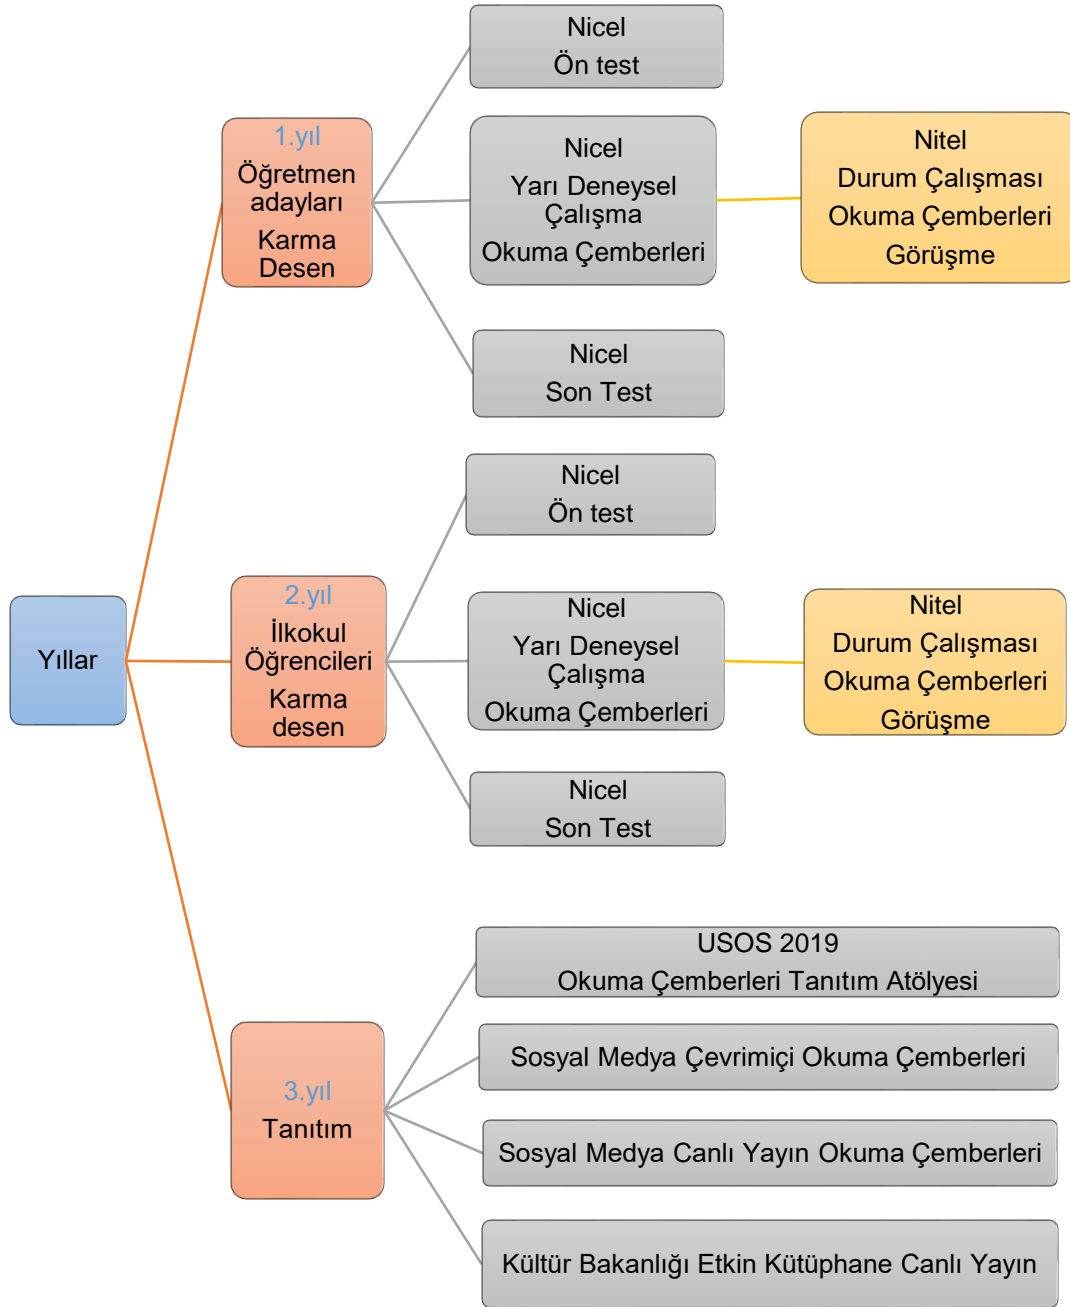 Yıllar
1.yıl
Öğretmen
adayları
Karma
Desen
Nicel
Ön test
Nicel
Yarı Deneysel
Çalışma
Okuma Çemberleri
Nitel
Durum Çalışması
Okuma Çemberleri
Görüşme
Nicel
Son Test
2.yıl
İlkokul
Öğrencileri
Karma
desen
Nicel
Ön test
Nicel
Yarı Deneysel
Çalışma
Okuma Çemberleri
Nitel
Durum Çalışması
Okuma Çemberleri
Görüşme
Nicel
Son Test
3.yıl
Tanıtım
USOS 2019
Okuma Çemberleri Tanıtım Atölyesi
Sosyal Medya Çevrimiçi Okuma Çemberleri
Sosyal Medya Canlı Yayın Okuma Çemberleri
Kültür Bakanlığı Etkin Kütüphane Canlı Yayın